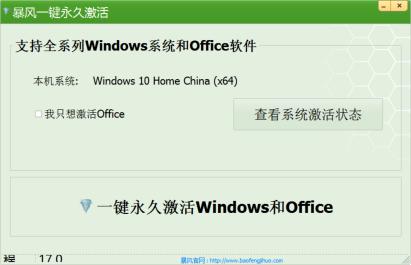 暴风一键永久激活
支持全系列Windows系统和Office软件
本机系统: Windows 10 Home China (x64)
我只想激活Office
查看系统激活状态
一键永久激活Windows和Office
程 17.0
暴风官网:http://www.baofengjihuo.com